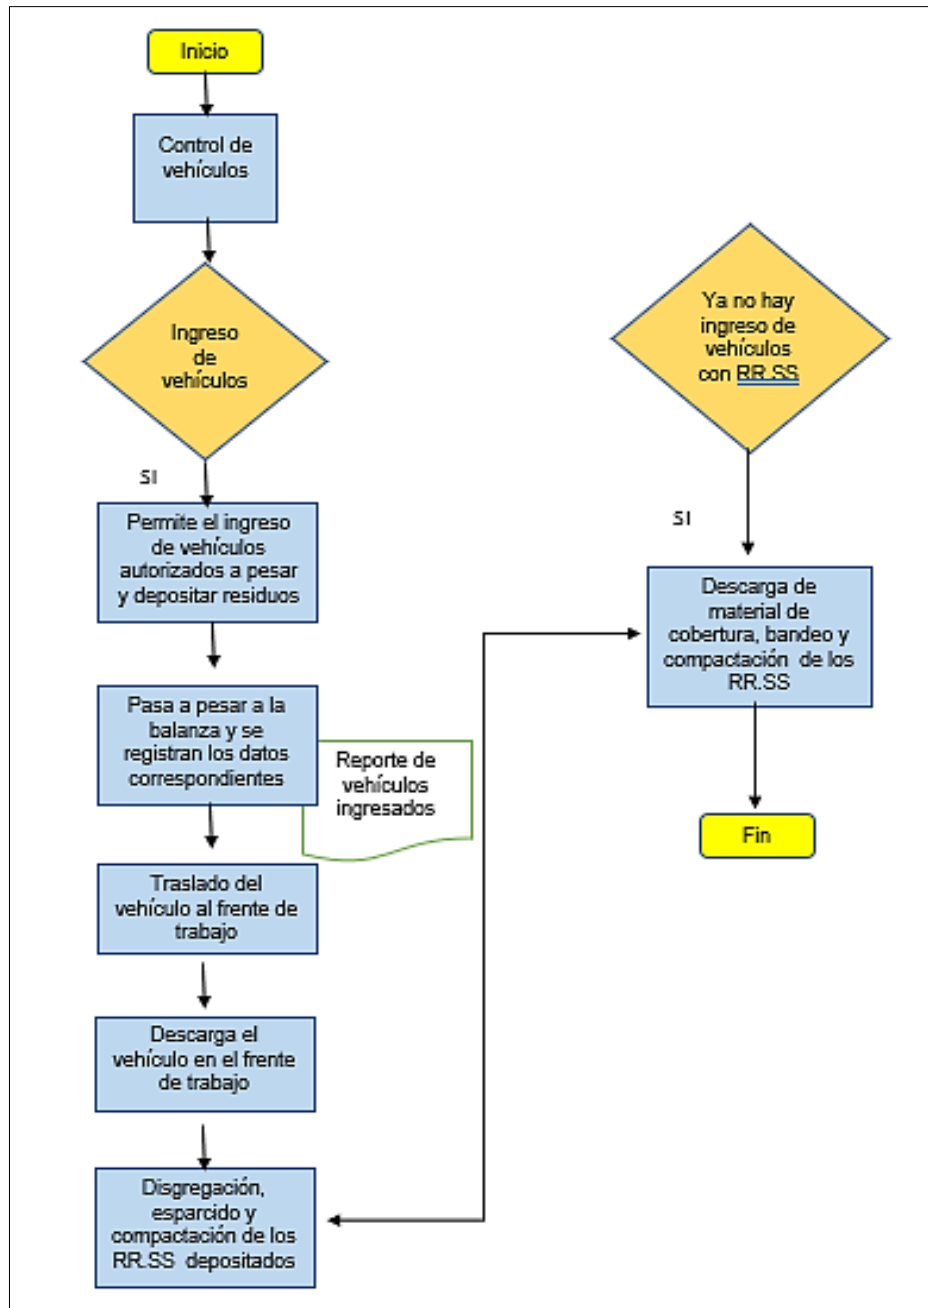 Inicio
Control de
vehículos
Ingreso
de
vehículos
SI
Permite el ingreso
de vehículos
autorizados a pesar
y depositar residuos
Pasa a pesar a la
balanza y se
registran los datos
correspondientes
Reporte de
vehículos
ingresados
Traslado del
vehículo al frente de
trabajo
Descarga el
vehículo en el frente
de trabajo
Disgregación,
esparcido y
compactación de los
RR.SS depositados
Ya no hay
ingreso de
vehículos
con RR.SS
SI
Descarga de
material de
cobertura, bandeo y
compactación de los
RR.SS
Fin